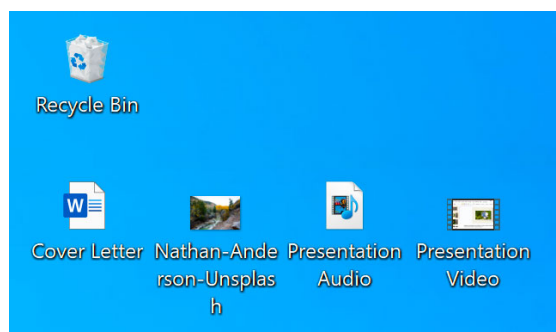 Recycle Bin
Cover Letter
Nathan-Ande
rson-Unsplas
h
Presentation
Audio
Presentation
Video